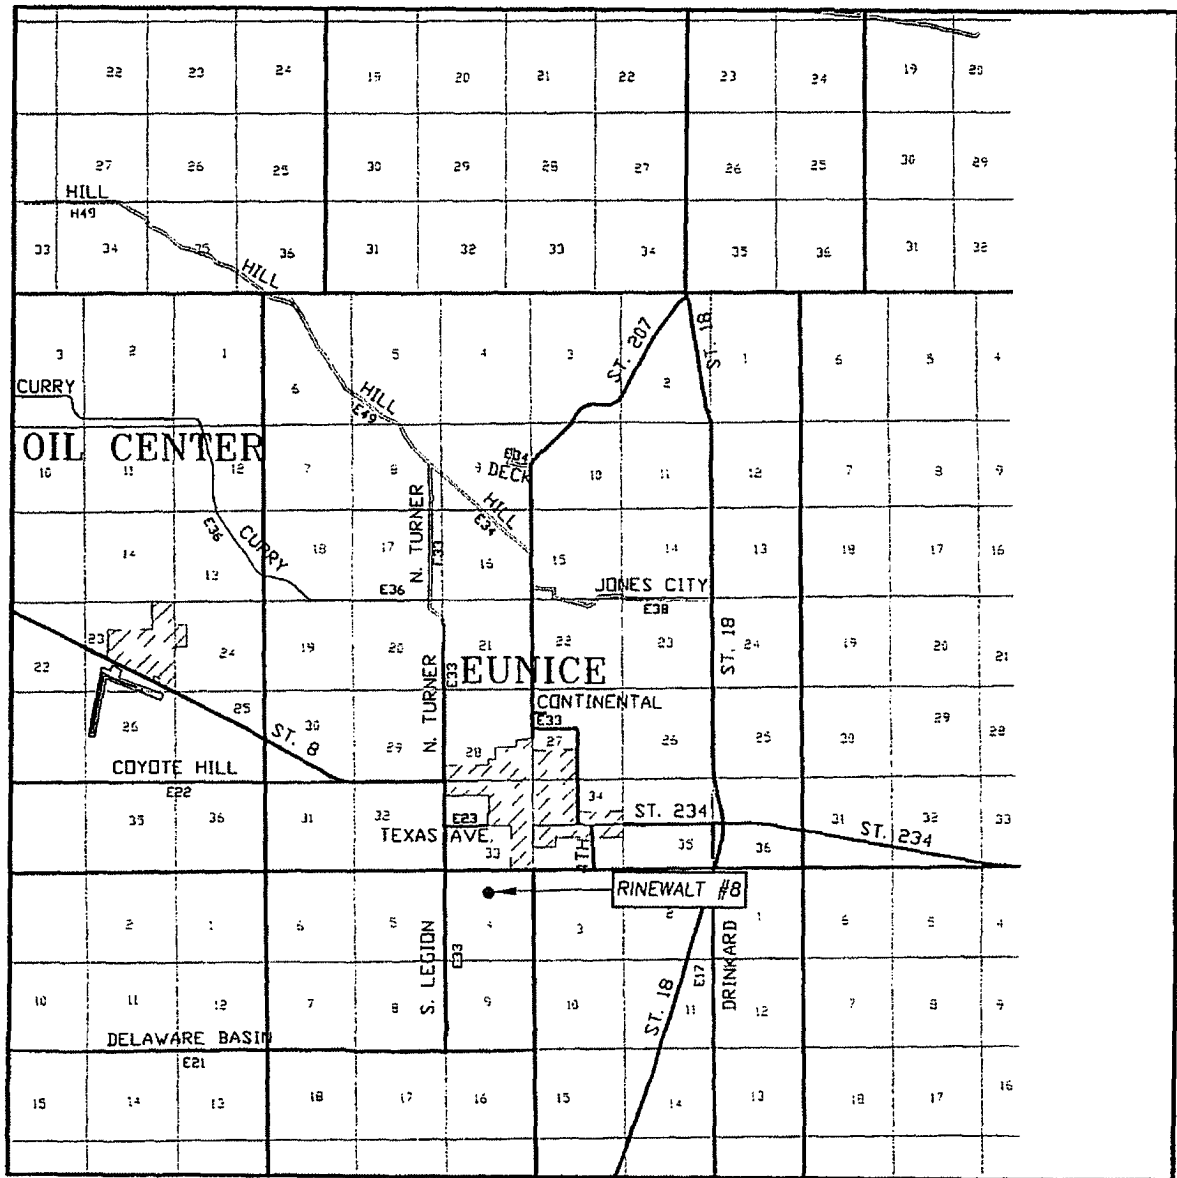 22 23 24 19 20 21 22 23 24 19 20
27 26 25 30 29 28 27 26 25 30 29
HILL
H49
33 34 35 36 31 32 33 34 35 36 31 32
HILL
ST. 207
ST. 18
3 2 1 5 4 3 1 6 5 4
6 2
CURRY
HILL
E49
OIL CENTER
10 11 12 7 8 9 10 11 12 7 8 9
E34
DECK
HILL
E34
N. TURNER
E33
E36
CURRY
14 13 18 17 16 15 14 13 18 17 16
E36
JONES CITY
E38
ST. 18
22 23 24 19 20 21 22 23 24 19 20 21
EUNICE
N. TURNER
E33
CONTINENTAL
E33
26 25 30 29 28 27 26 25 30 29 28
ST. 8
COYOTE HILL
E22
35 36 31 32 33 34 35 36 31 32 33
E23
TEXAS AVE.
4TH
ST. 234
ST. 234
RINEWALT #8
2 1 6 5 4 3 2 1 6 5 4
S. LEGION
E33
E17
DRINKARD
ST. 18
10 11 12 7 8 9 10 11 12 7 8 9
DELAWARE BASIN
E21
15 14 13 18 17 16 15 14 13 18 17 16